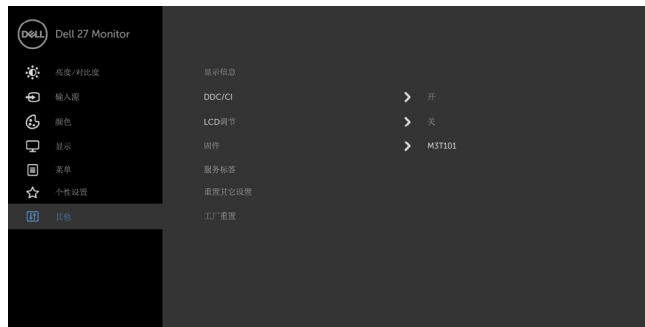 DELL Dell 27 Monitor
亮度/对比度 显示信息
输入源 DDC/CI 开
颜色 LCD调节 关
显示 固件 M3T101
菜单 服务标签
个性设置 重置其它设置
其他 工厂重置